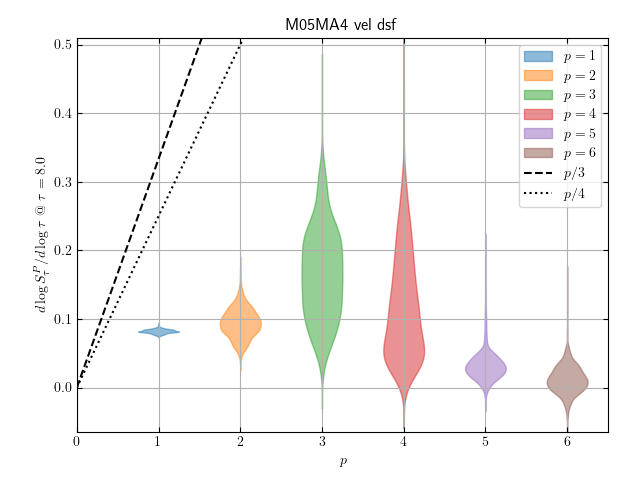 M05MA4 vel dsf
d log S_τ^p / d log τ @ τ = 8.0
0.5
0.4
0.3
0.2
0.1
0.0
0 1 2 3 4 5 6
p
p = 1
p = 2
p = 3
p = 4
p = 5
p = 6
p/3
p/4